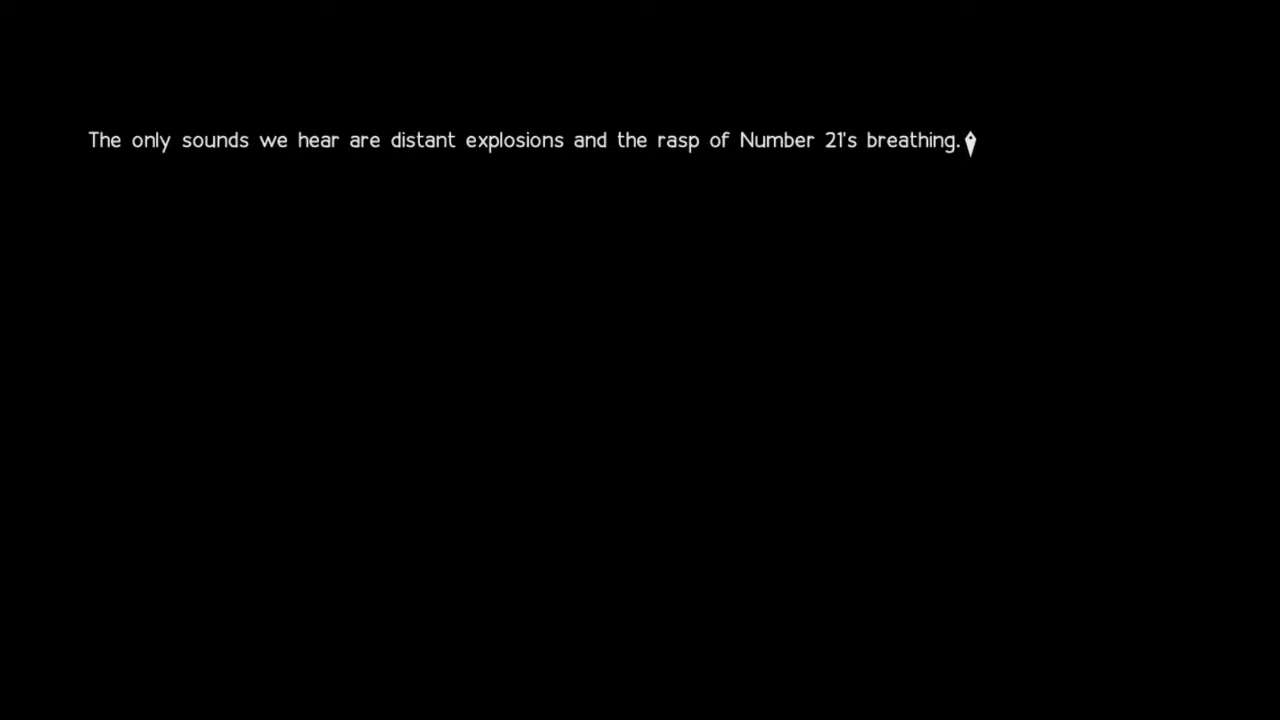 The only sounds we hear are distant explosions and the rasp of Number 21's breathing.